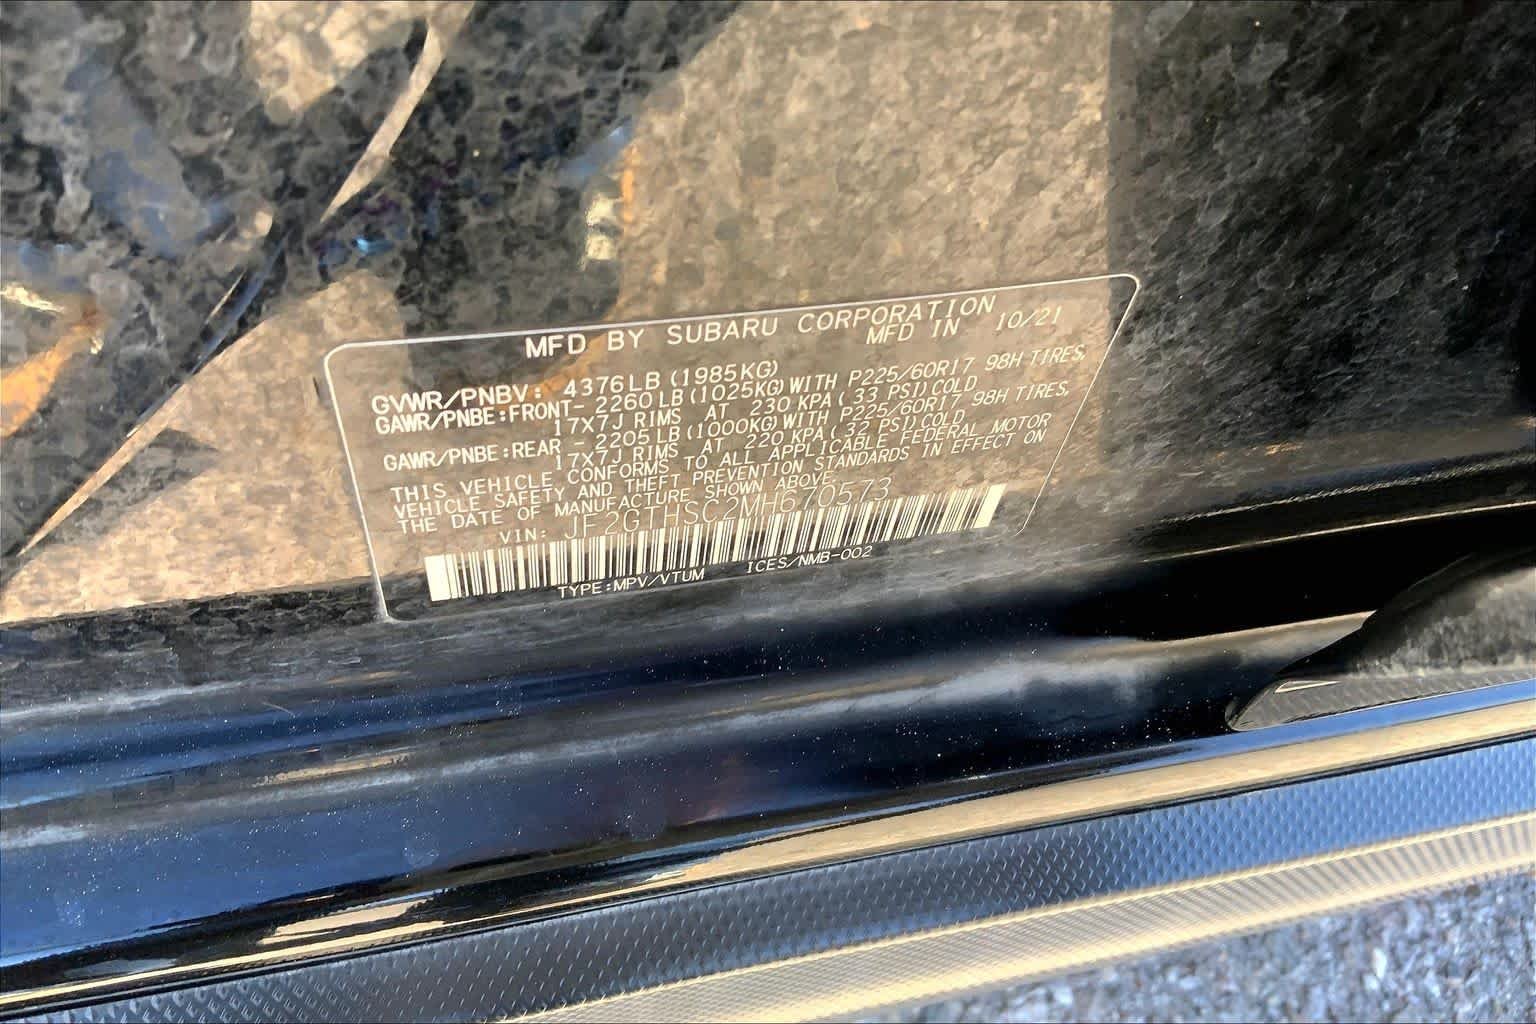 MFD BY SUBARU CORPORATION
MFD IN 10/21
GVWR/PNBV: 4376LB (1985KG)
GAWR/PNBE:FRONT- 2260LB (1025KG) WITH P225/60R17 98H TIRES,
17X7J RIMS AT 230 KPA ( 33 PSI) COLD
GAWR/PNBE:REAR - 2205LB (1000KG) WITH P225/60R17 98H TIRES,
17X7J RIMS AT 220 KPA ( 32 PSI) COLD
THIS VEHICLE CONFORMS TO ALL APPLICABLE FEDERAL MOTOR
VEHICLE SAFETY AND THEFT PREVENTION STANDARDS IN EFFECT ON
THE DATE OF MANUFACTURE SHOWN ABOVE.
VIN: JF2GTHSC2MH670573
TYPE:MPV/VTUM ICES/NMB-002